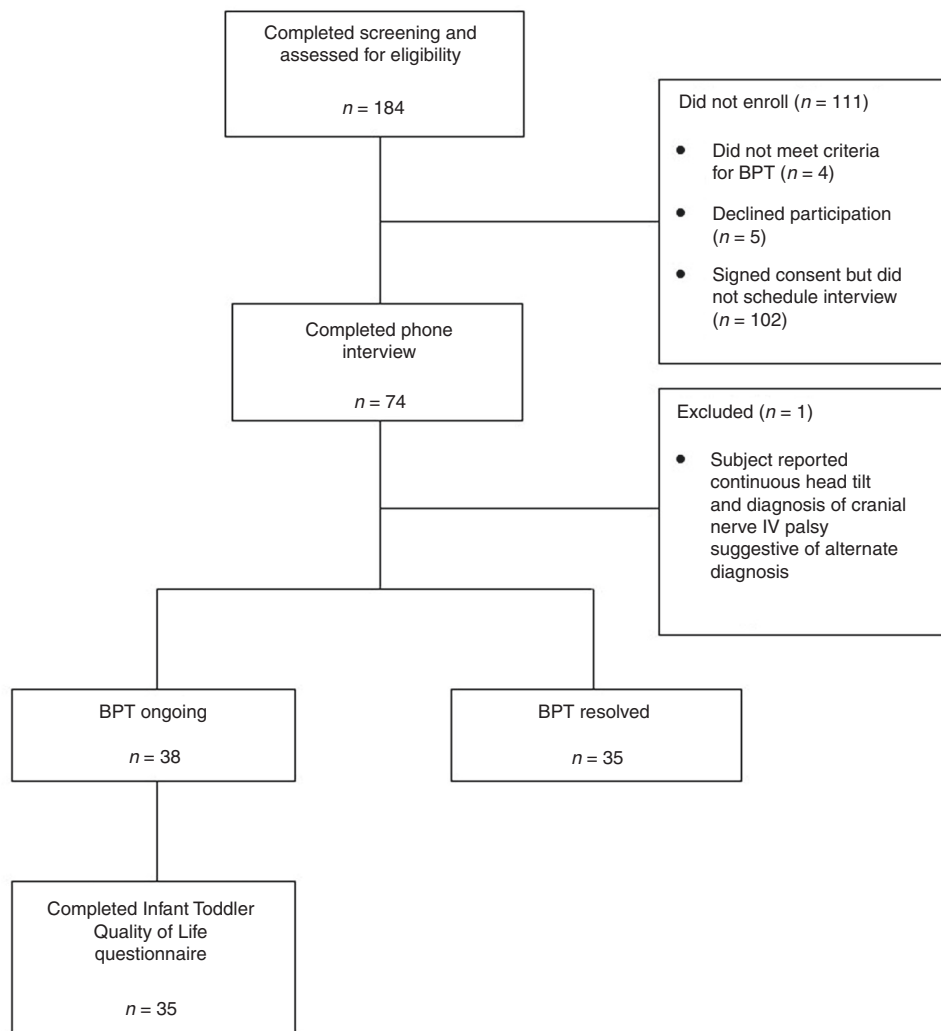 Completed screening and
assessed for eligibility
n = 184
Did not enroll (n = 111)
• Did not meet criteria
for BPT (n = 4)
• Declined participation
(n = 5)
• Signed consent but did
not schedule interview
(n = 102)
Completed phone
interview
n = 74
Excluded (n = 1)
• Subject reported
continuous head tilt
and diagnosis of cranial
nerve IV palsy
suggestive of alternate
diagnosis
BPT ongoing
n = 38
BPT resolved
n = 35
Completed Infant Toddler
Quality of Life
questionnaire
n = 35